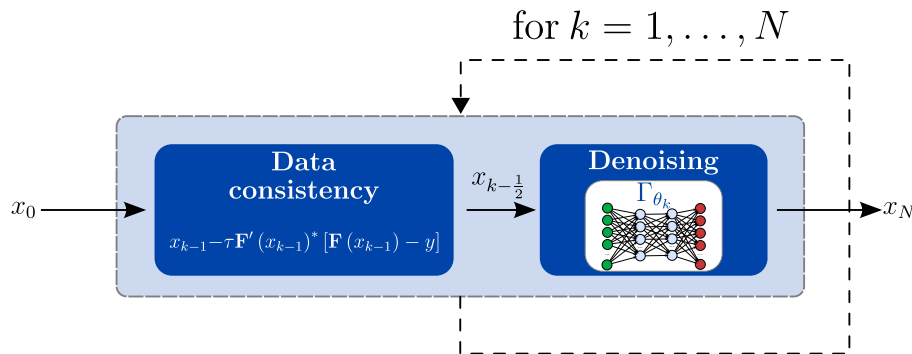 for k = 1, . . . , N
Data
consistency
Denoising
x_{k−\frac{1}{2}}
Γ_{θ_k}
x_0
x_N
x_{k−1}−τF′ (x_{k−1})^* [F (x_{k−1}) − y]